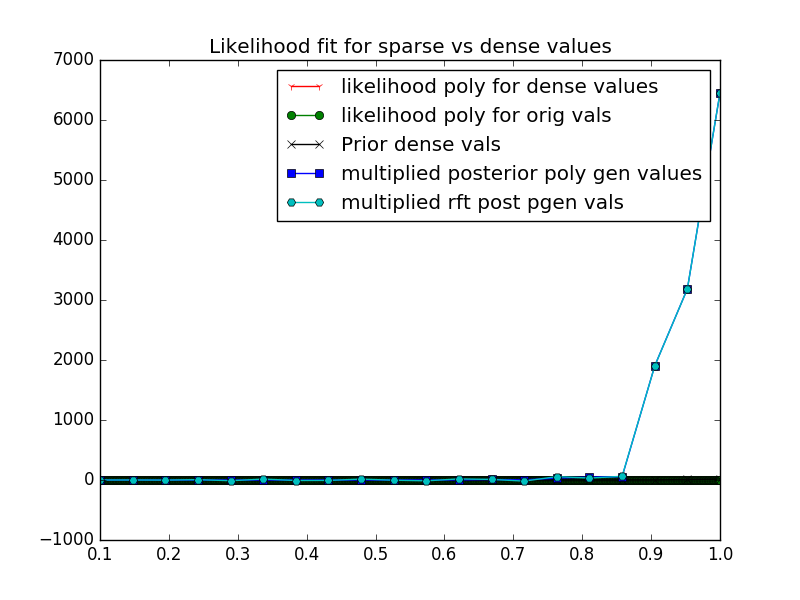 Likelihood fit for sparse vs dense values
7000
6000
5000
4000
3000
2000
1000
0
−1000
likelihood poly for dense values
likelihood poly for orig vals
Prior dense vals
multiplied posterior poly gen values
multiplied rft post pgen vals
0.1 0.2 0.3 0.4 0.5 0.6 0.7 0.8 0.9 1.0